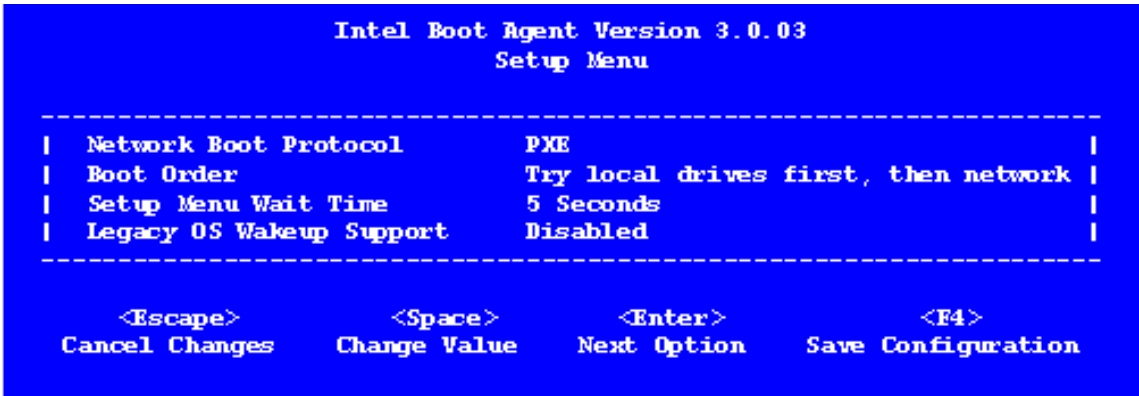 Intel Boot Agent Version 3.0.03
Setup Menu
Network Boot Protocol PXE
Boot Order Try local drives first, then network
Setup Menu Wait Time 5 Seconds
Legacy OS Wakeup Support Disabled
<Escape> <Space> <Enter> <F4>
Cancel Changes Change Value Next Option Save Configuration